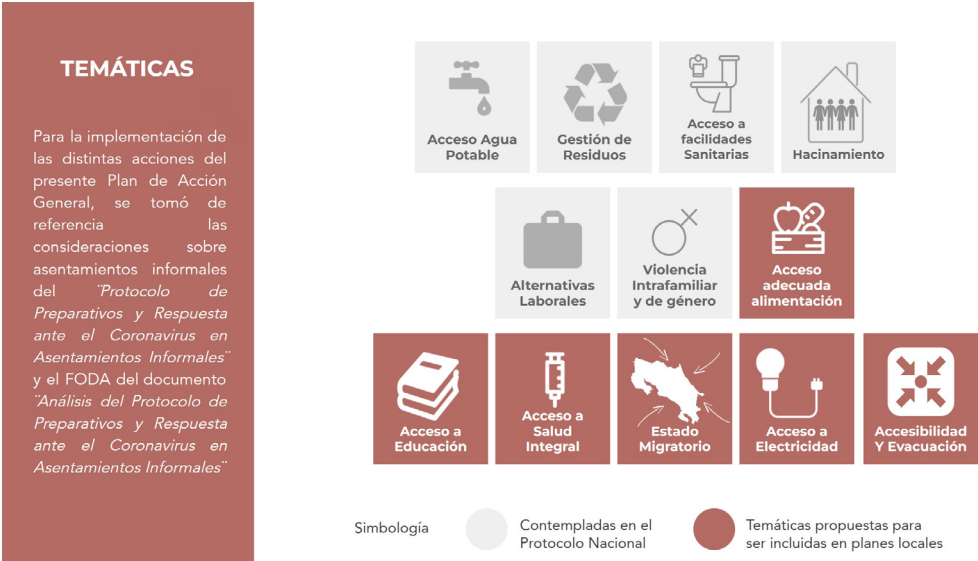 TEMÁTICAS
Para la implementación de
las distintas acciones del
presente Plan de Acción
General, se tomó de
referencia las
consideraciones sobre
asentamientos informales
del ¨Protocolo de
Preparativos y Respuesta
ante el Coronavirus en
Asentamientos Informales¨
y el FODA del documento
¨Análisis del Protocolo de
Preparativos y Respuesta
ante el Coronavirus en
Asentamientos Informales¨
Acceso Agua
Potable
Gestión de
Residuos
Acceso a
facilidades
Sanitarias
Hacinamiento
Alternativas
Laborales
Violencia
Intrafamiliar
y de género
Acceso
adecuada
alimentación
Acceso a
Educación
Acceso a
Salud
Integral
Estado
Migratorio
Acceso a
Electricidad
Accesibilidad
Y Evacuación
Simbología
Contempladas en el
Protocolo Nacional
Temáticas propuestas para
ser incluidas en planes locales